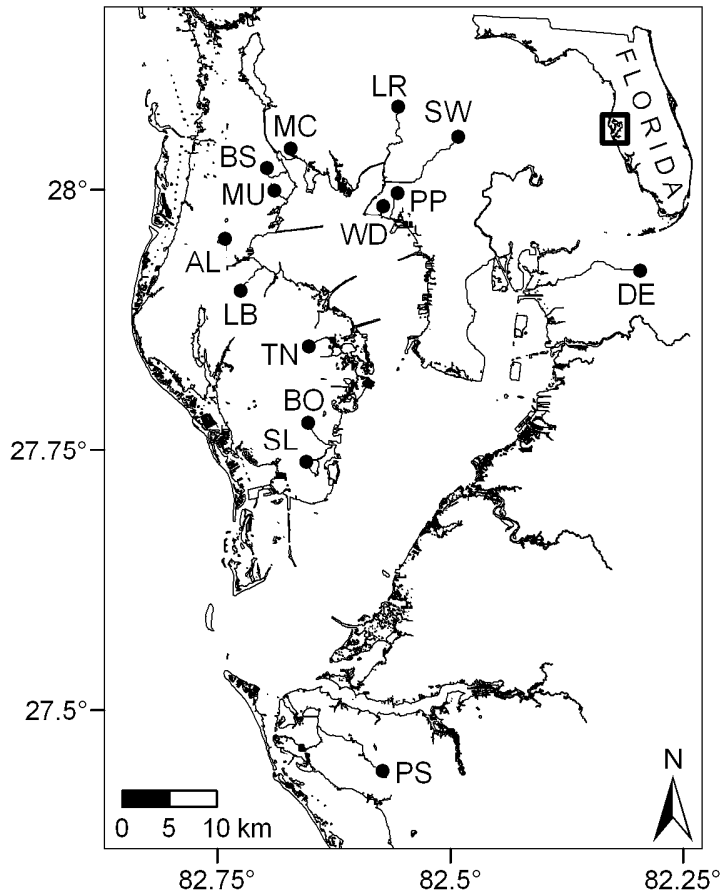 FLORIDA
LR
SW
MC
BS
28°
MU
PP
WD
AL
DE
LB
TN
BO
27.75°
SL
27.5°
N
PS
0 5 10 km
82.75° 82.5° 82.25°